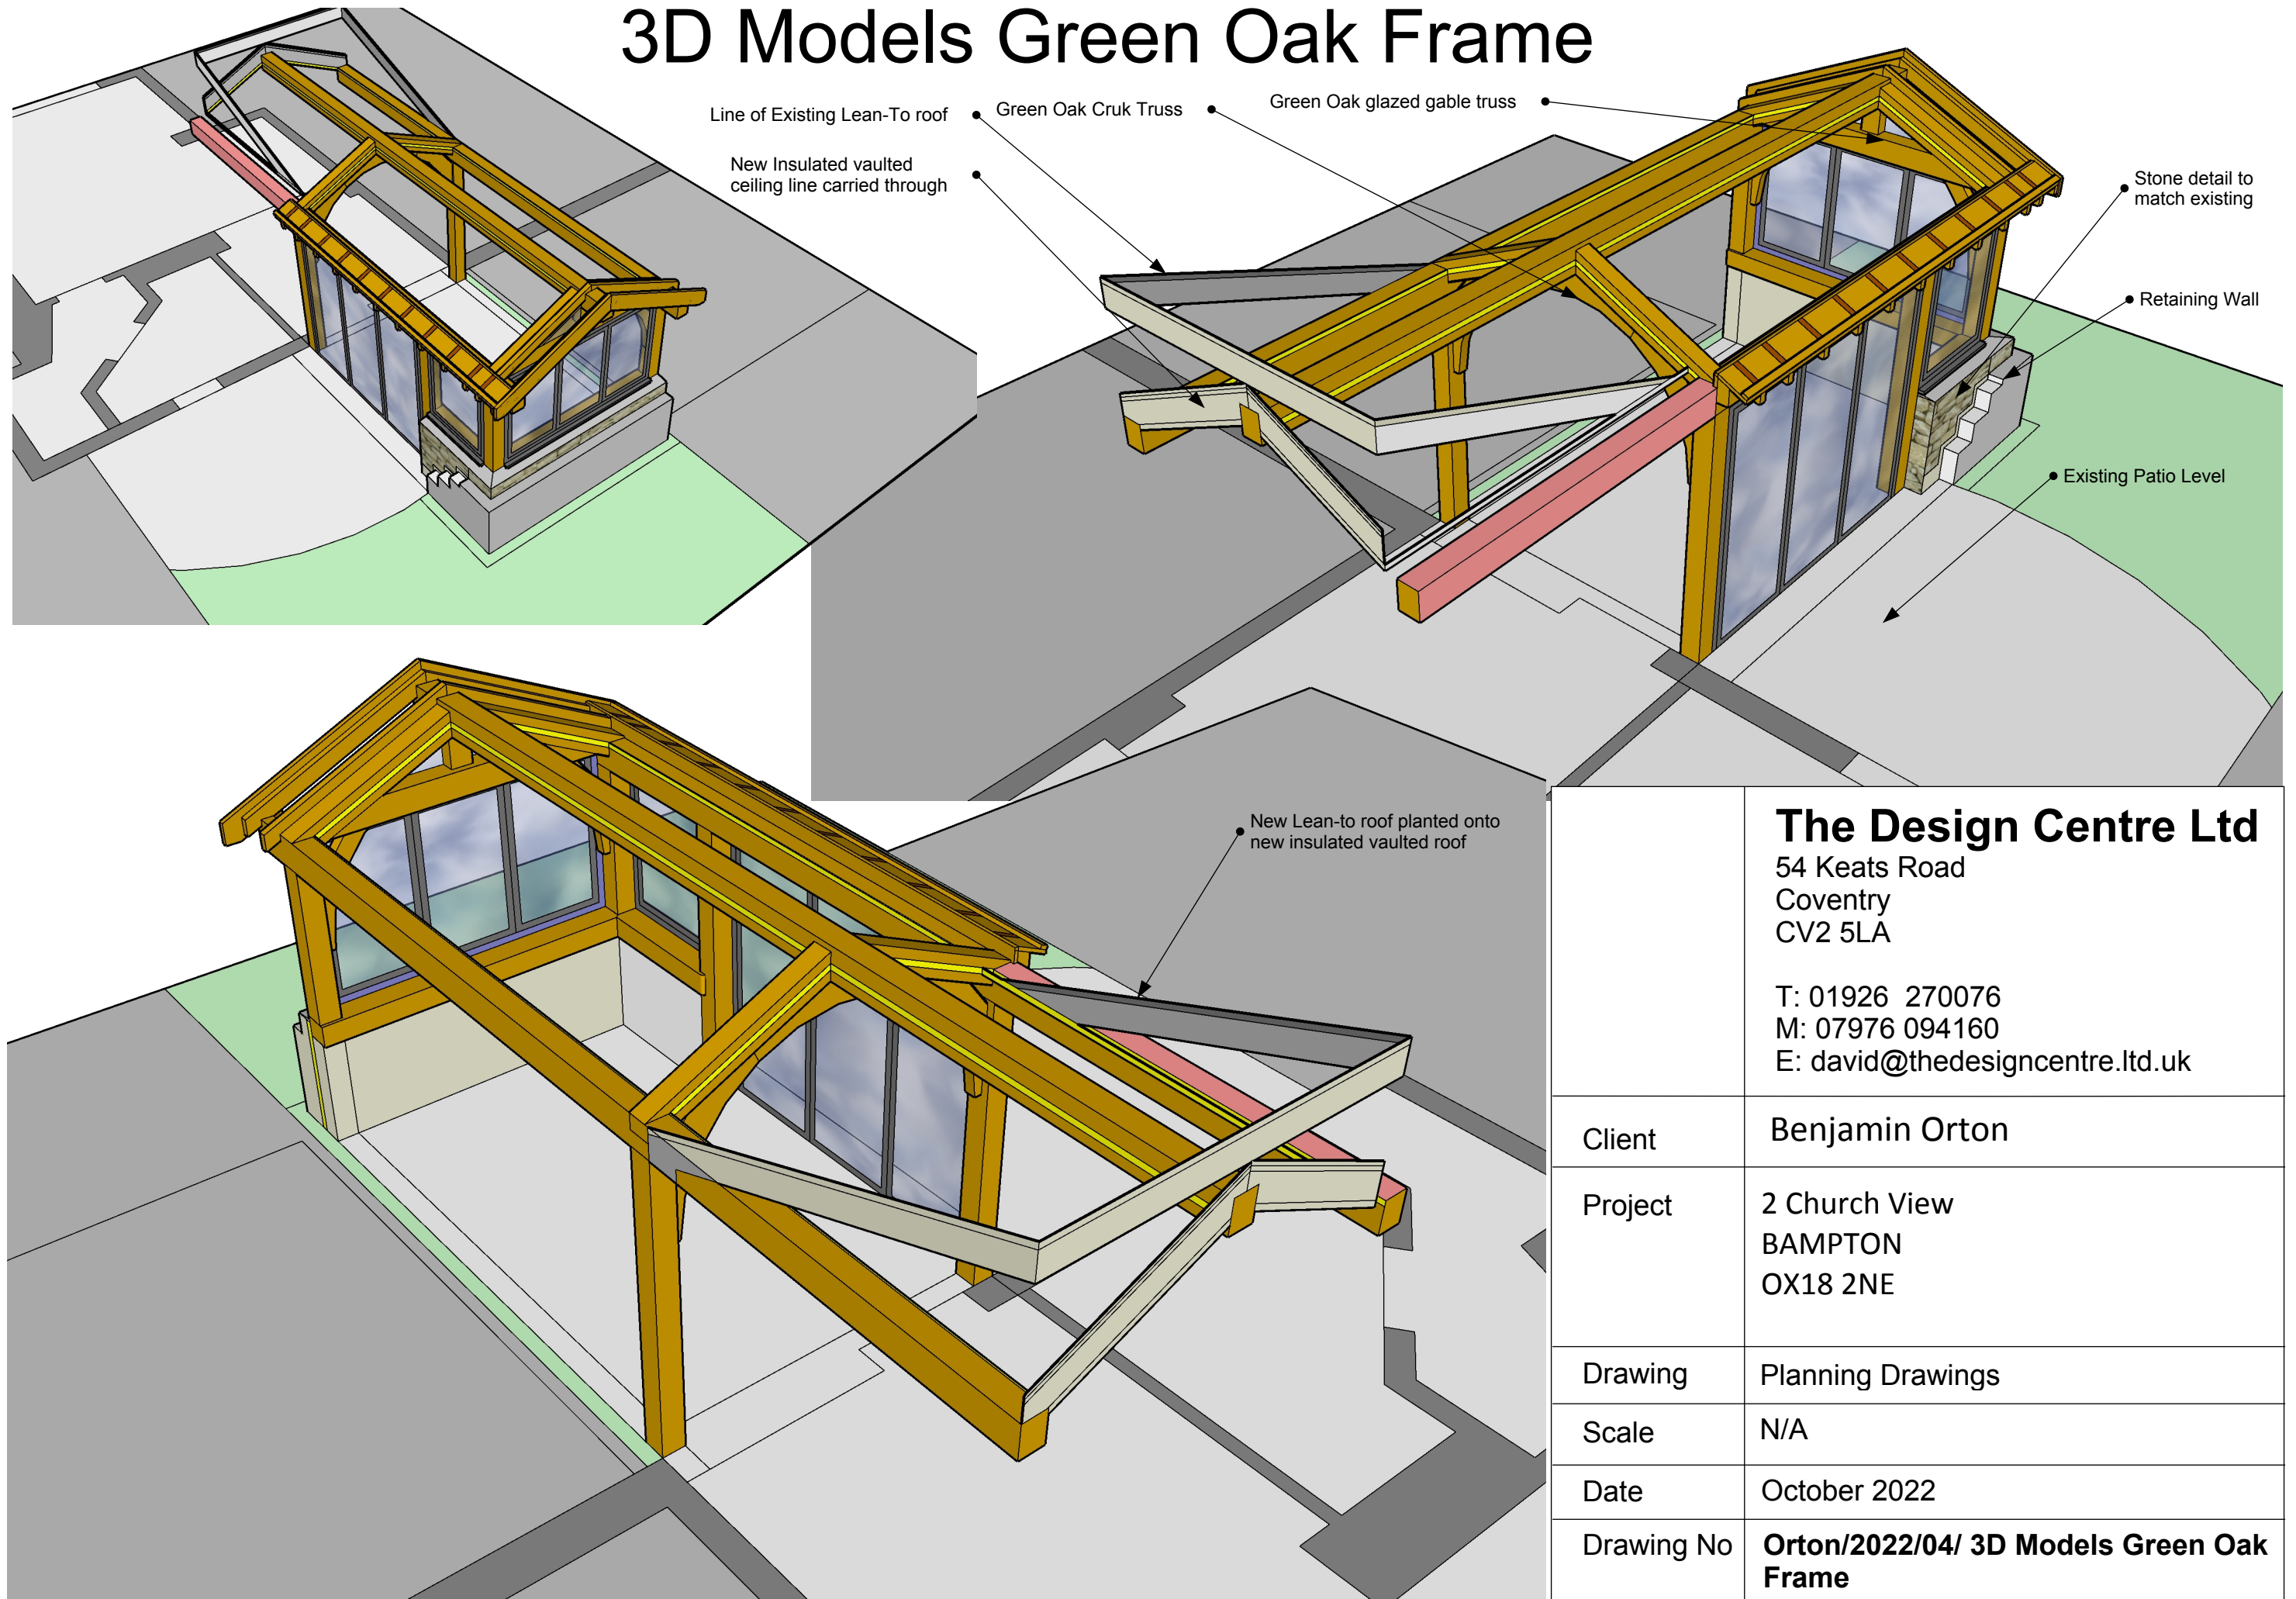 3D Models Green Oak Frame
Line of Existing Lean-To roof
Green Oak Cruk Truss
Green Oak glazed gable truss
New Insulated vaulted
ceiling line carried through
Stone detail to
match existing
Retaining Wall
Existing Patio Level
New Lean-to roof planted onto
new insulated vaulted roof
The Design Centre Ltd
54 Keats Road
Coventry
CV2 5LA
T: 01926 270076
M: 07976 094160
E: david@thedesigncentre.ltd.uk
Client
Benjamin Orton
Project
2 Church View
BAMPTON
OX18 2NE
Drawing
Planning Drawings
Scale
N/A
Date
October 2022
Drawing No
Orton/2022/04/ 3D Models Green Oak
Frame